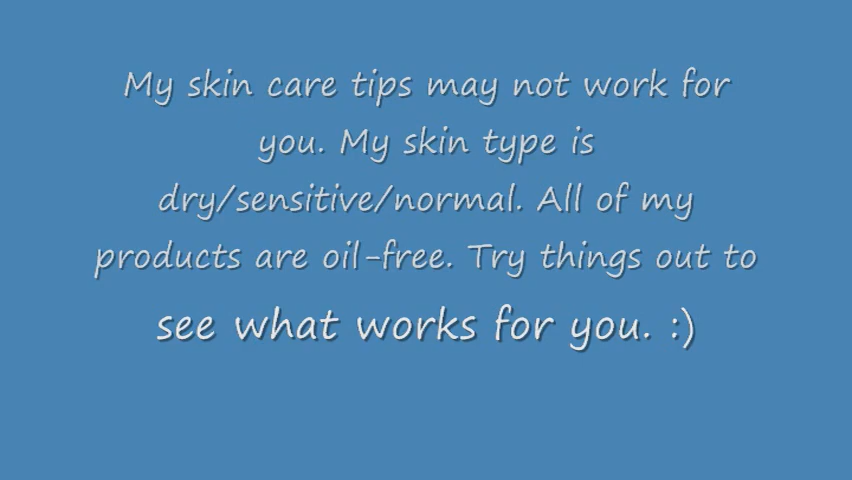 My skin care tips may not work for
you. My skin type is
dry/sensitive/normal. All of my
products are oil-free. Try things out to
see what works for you. :)